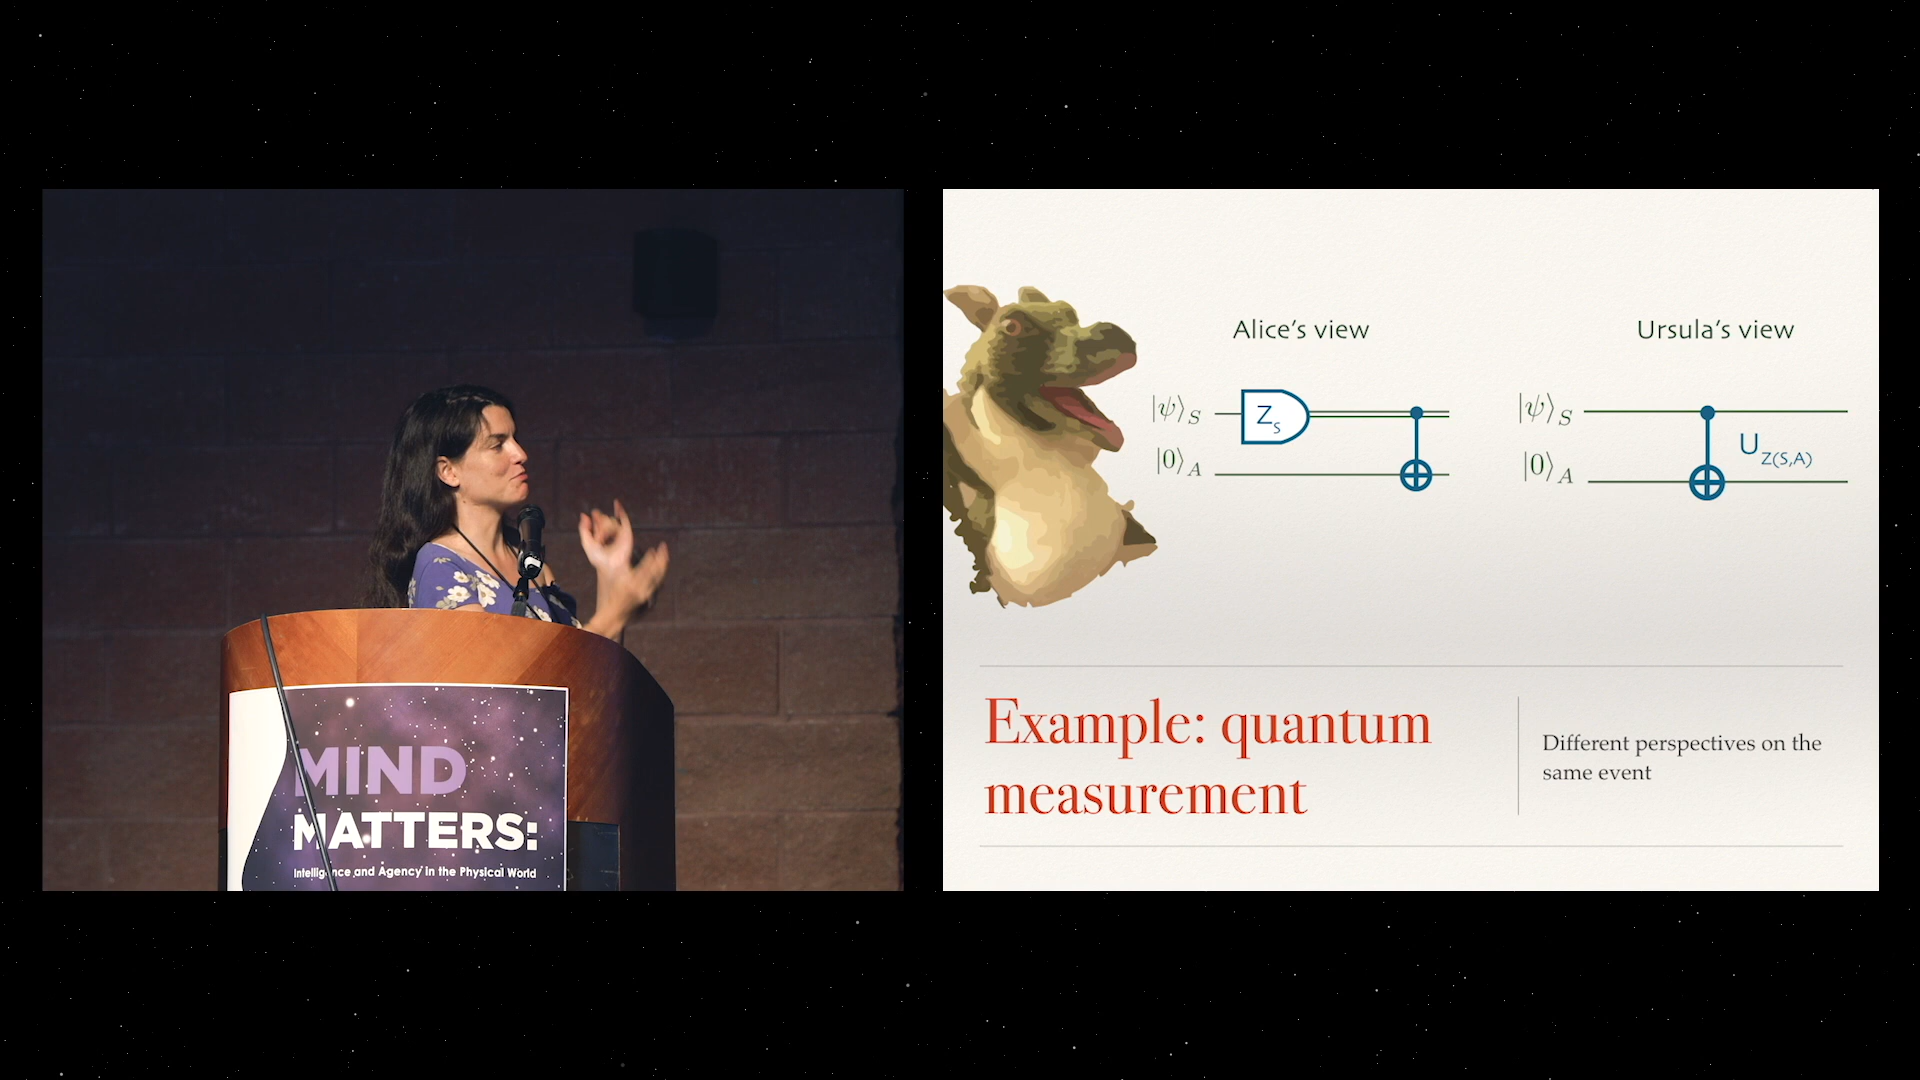 MIND
MATTERS:
Intelligence and Agency in the Physical World
Alice's view
|ψ⟩S
Zs
|0⟩A
Ursula's view
|ψ⟩S
|0⟩A
U Z(S,A)
Example: quantum
measurement
Different perspectives on the
same event